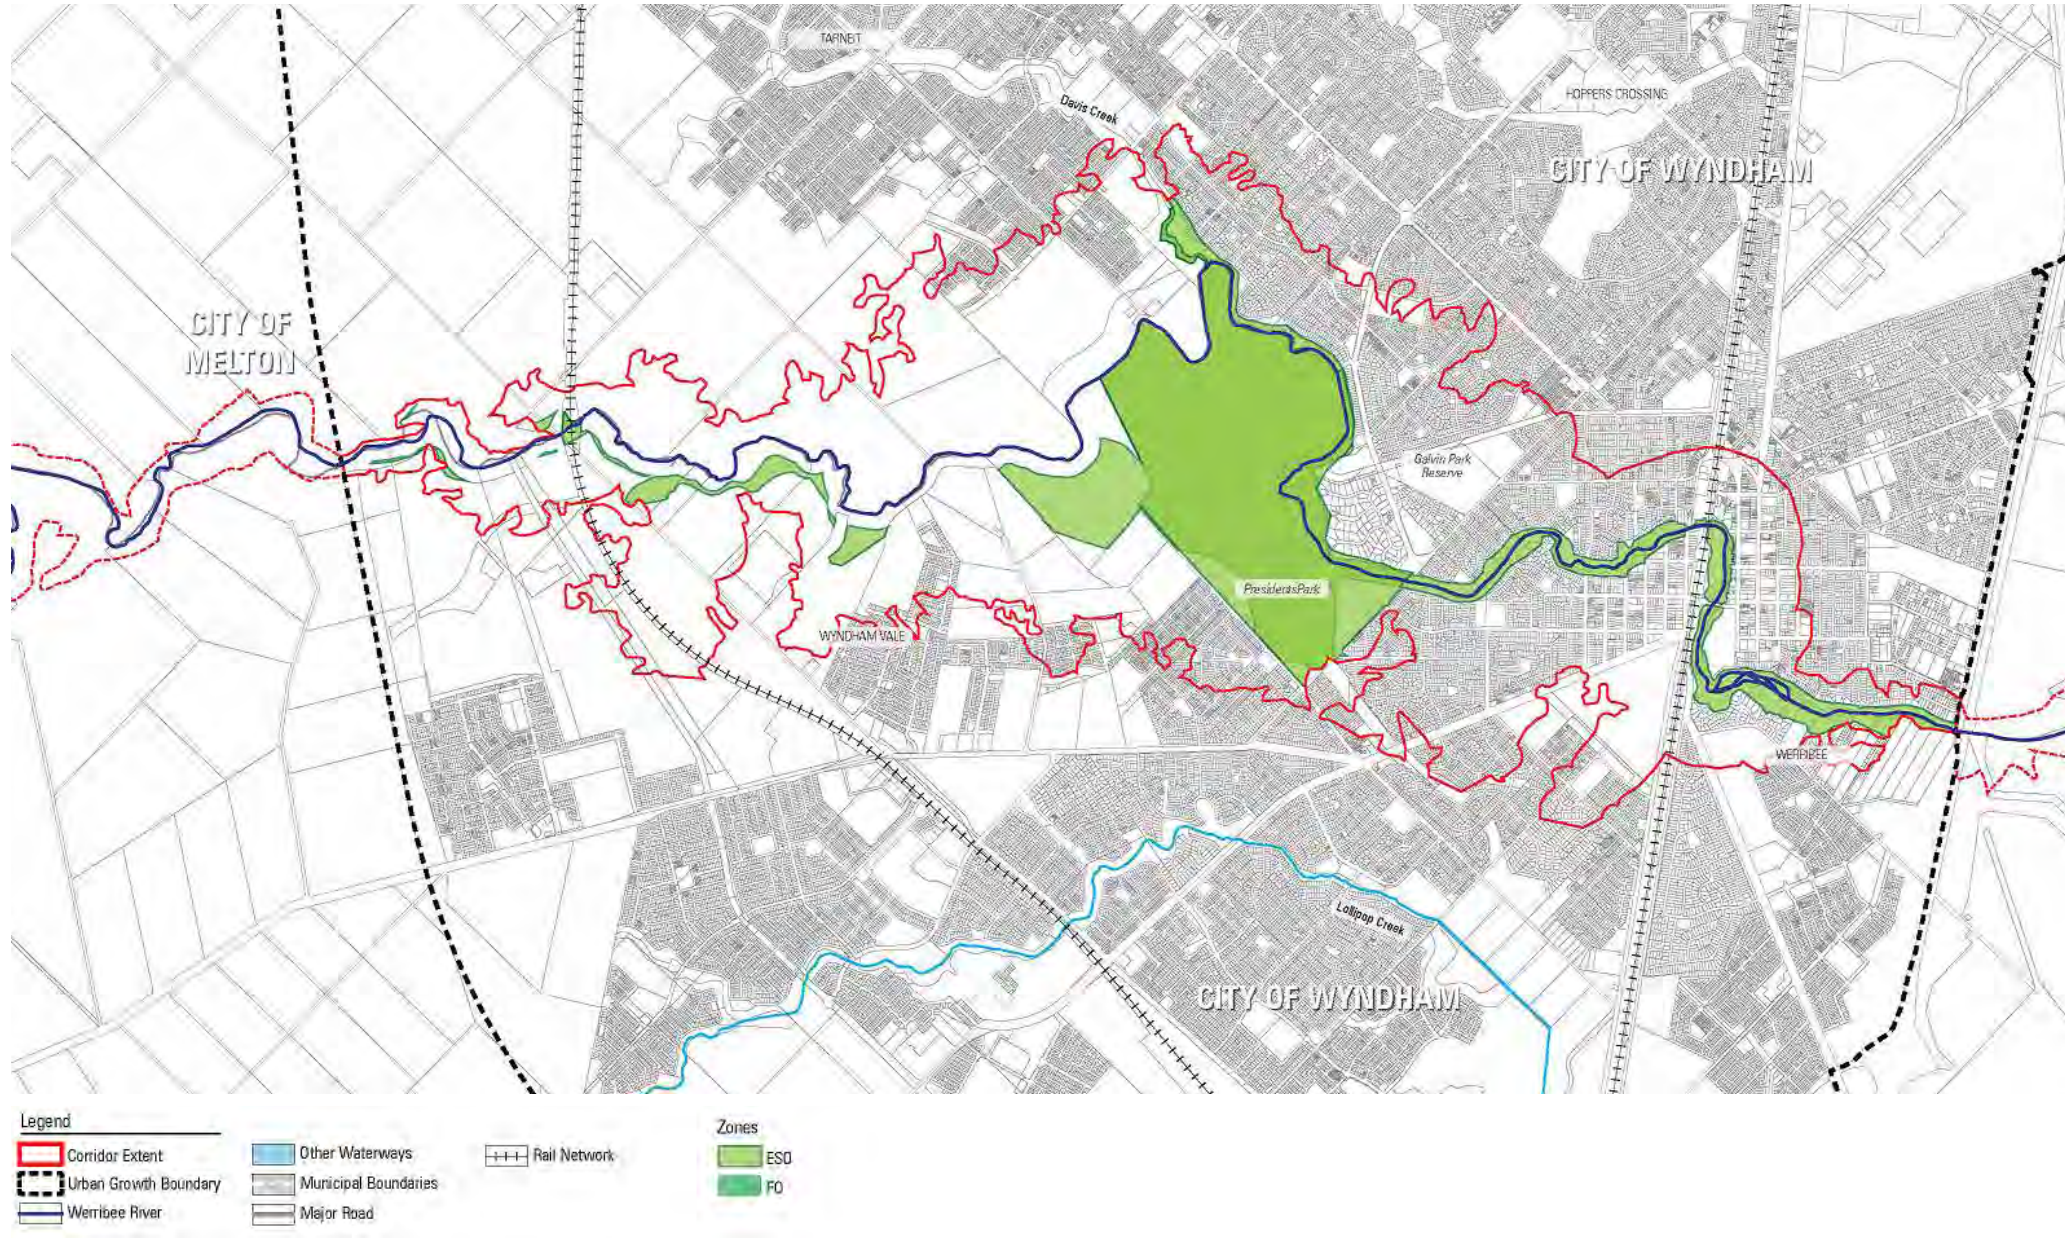 TARNEIT
Davis Creek
HOPPERS CROSSING
CITY OF WYNDHAM
CITY OF
MELTON
Galvin Park
Reserve
Presidents Park
WYNDHAM VALE
WERRIBEE
Lollipop Creek
CITY OF WYNDHAM
Legend
Corridor Extent
Urban Growth Boundary
Werribee River
Other Waterways
Municipal Boundaries
Major Road
Rail Network
Zones
ESO
FO